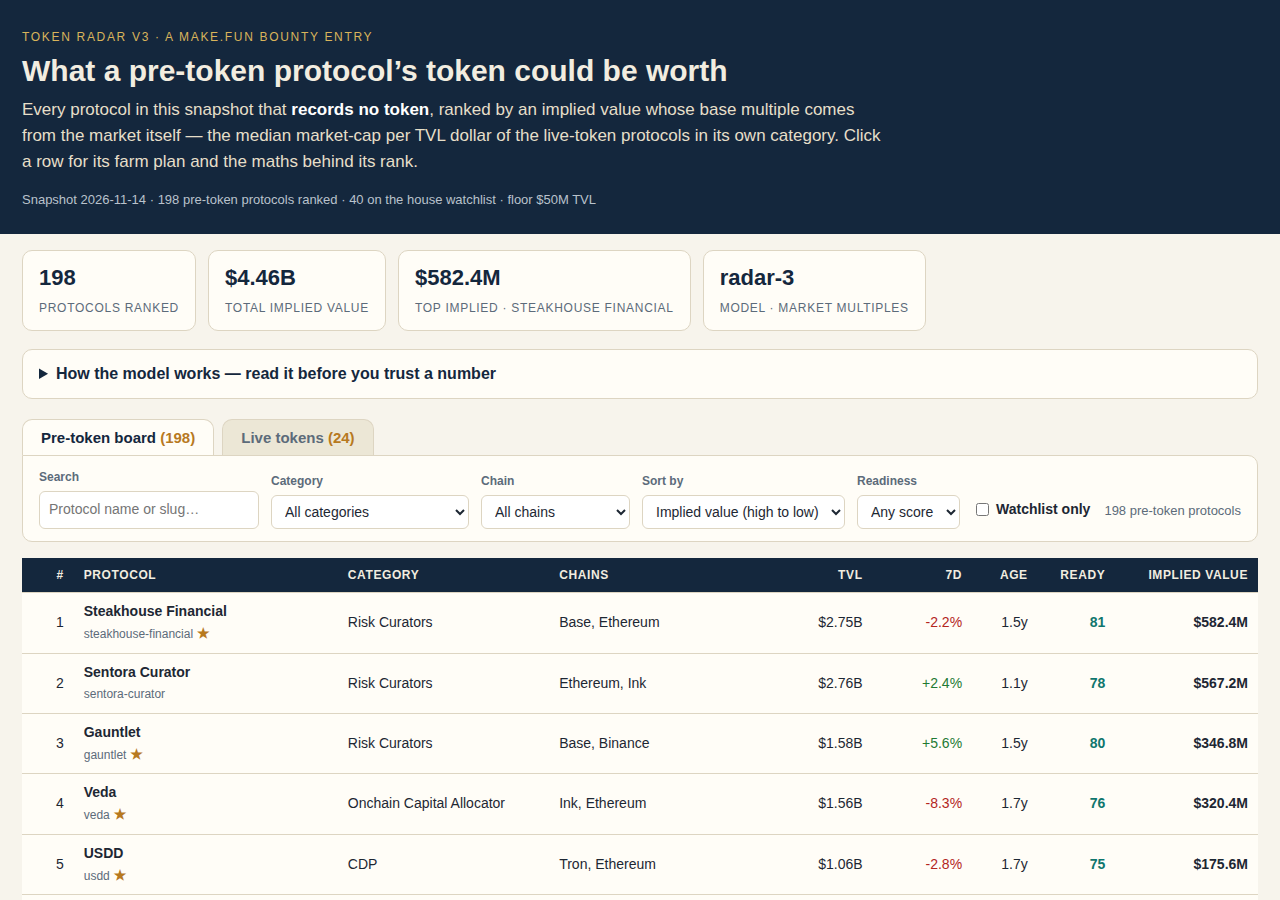 TOKEN RADAR V3 · A MAKE.FUN BOUNTY ENTRY
What a pre-token protocol’s token could be worth
Every protocol in this snapshot that records no token, ranked by an implied value whose base multiple comes
from the market itself — the median market-cap per TVL dollar of the live-token protocols in its own category. Click
a row for its farm plan and the maths behind its rank.
Snapshot 2026-11-14 · 198 pre-token protocols ranked · 40 on the house watchlist · floor $50M TVL
198 $4.46B $582.4M radar-3
PROTOCOLS RANKED TOTAL IMPLIED VALUE TOP IMPLIED · STEAKHOUSE FINANCIAL MODEL · MARKET MULTIPLES
▶ How the model works — read it before you trust a number
Pre-token board (198) Live tokens (24)
Search Category Chain Sort by Readiness
Protocol name or slug… All categories All chains Implied value (high to low) Any score Watchlist only 198 pre-token protocols
# PROTOCOL CATEGORY CHAINS TVL 7D AGE READY IMPLIED VALUE
1 Steakhouse Financial Risk Curators Base, Ethereum $2.75B -2.2% 1.5y 81 $582.4M
steakhouse-financial ★
2 Sentora Curator Risk Curators Ethereum, Ink $2.76B +2.4% 1.1y 78 $567.2M
sentora-curator
3 Gauntlet Risk Curators Base, Binance $1.58B +5.6% 1.5y 80 $346.8M
gauntlet ★
4 Veda Onchain Capital Allocator Ink, Ethereum $1.56B -8.3% 1.7y 76 $320.4M
veda ★
5 USDD CDP Tron, Ethereum $1.06B -2.8% 1.7y 75 $175.6M
usdd ★